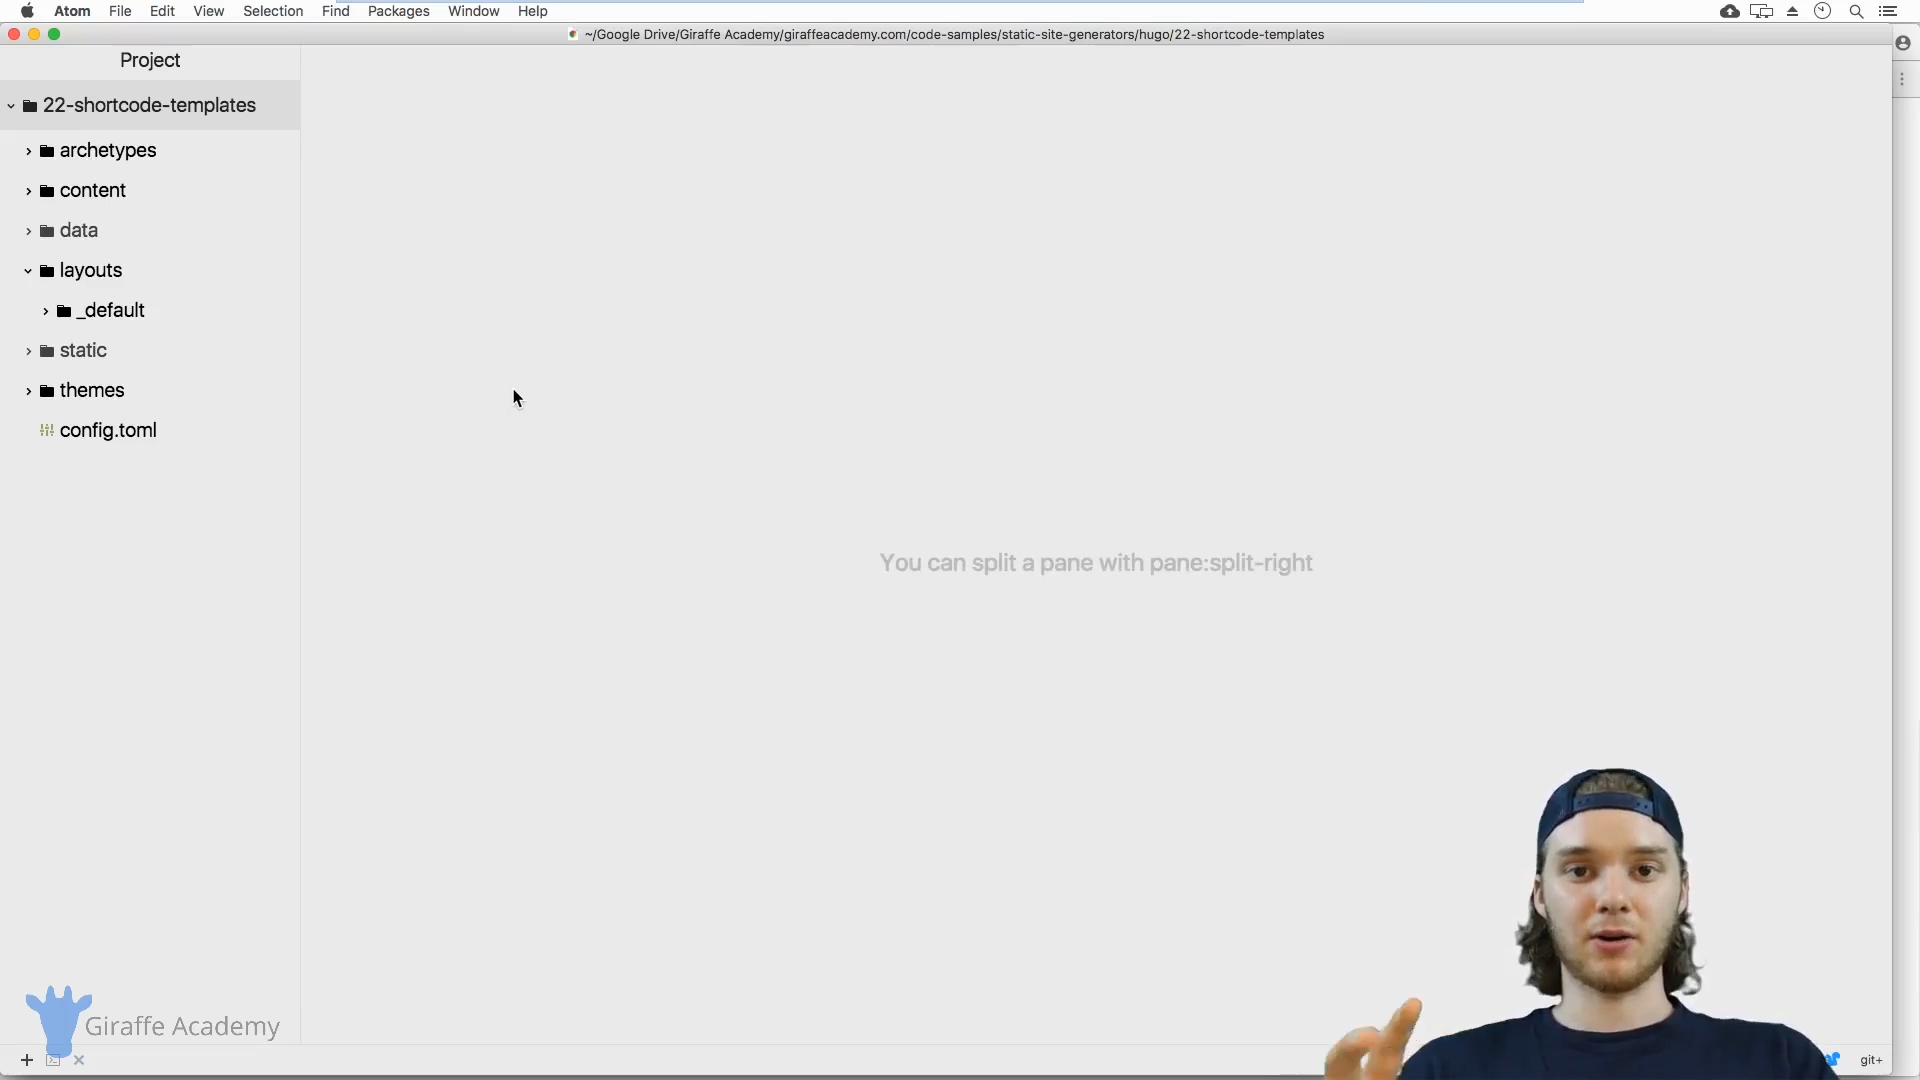 Atom File Edit View Selection Find Packages Window Help
~/Google Drive/Giraffe Academy/giraffeacademy.com/code-samples/static-site-generators/hugo/22-shortcode-templates
Project
22-shortcode-templates
archetypes
content
data
layouts
_default
static
themes
config.toml
You can split a pane with pane:split-right
Giraffe Academy
git+